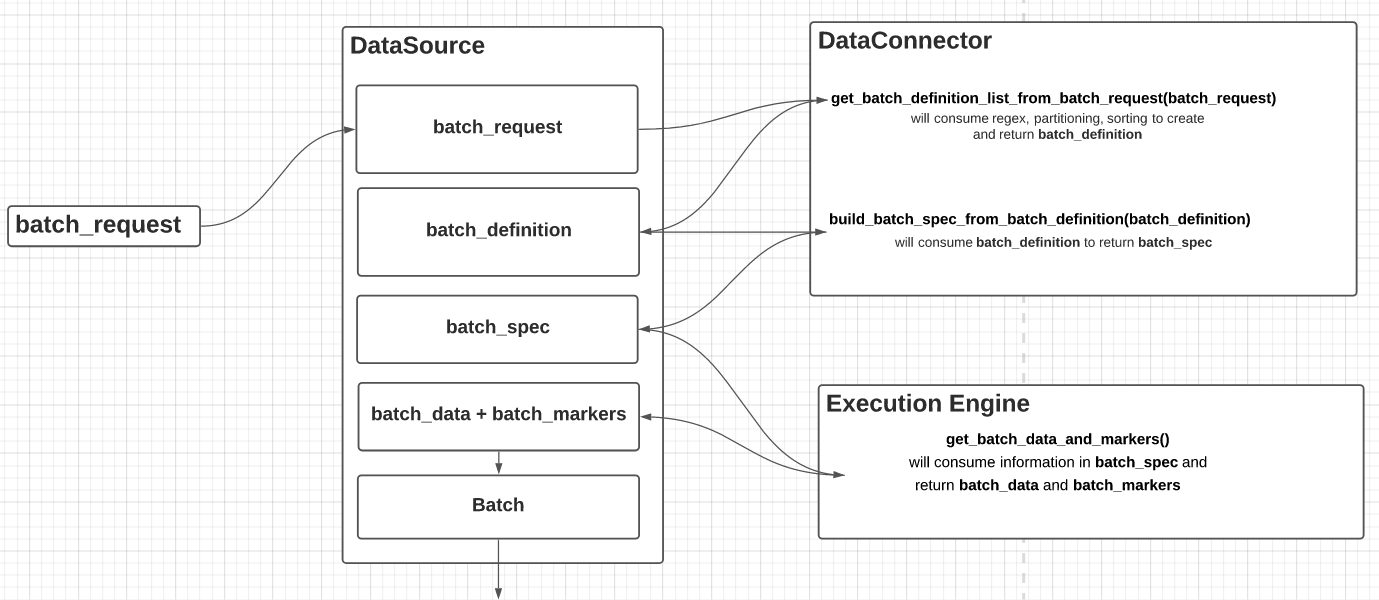 batch_request
DataSource
batch_request
batch_definition
batch_spec
batch_data + batch_markers
Batch
DataConnector
get_batch_definition_list_from_batch_request(batch_request)
will consume regex, partitioning, sorting to create
and return batch_definition
build_batch_spec_from_batch_definition(batch_definition)
will consume batch_definition to return batch_spec
Execution Engine
get_batch_data_and_markers()
will consume information in batch_spec and
return batch_data and batch_markers